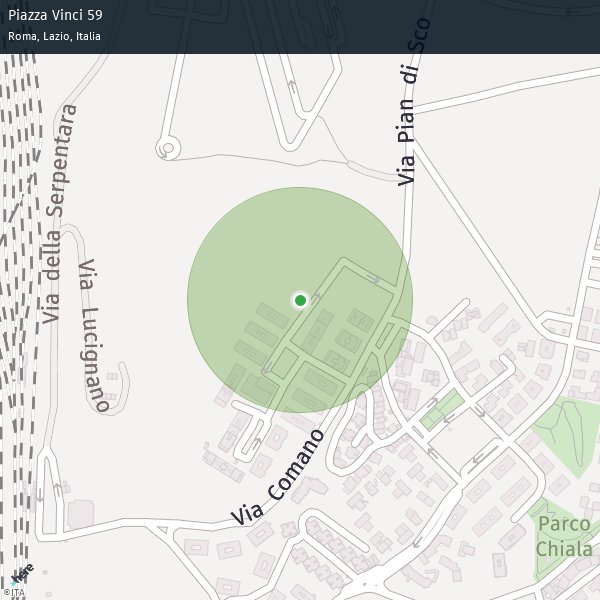 Piazza Vinci 59
Roma, Lazio, Italia
Via Pian di Sco
Via della Serpentara
Via Lucignano
Via Comano
Parco
Chiala
here
©ITA